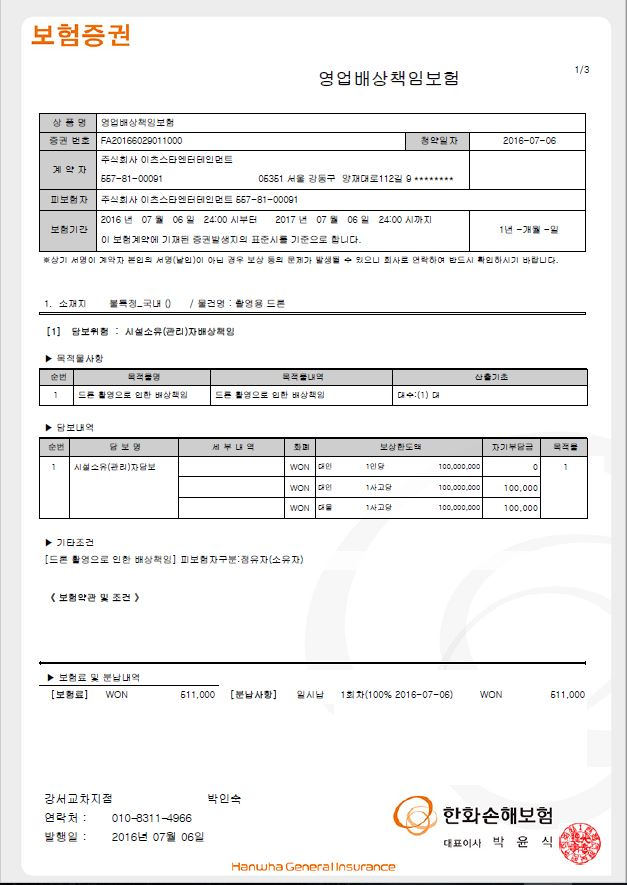 보험증권
1/3
영업배상책임보험
상 품 명 영업배상책임보험
증권 번호 FA20166029011000 청약일자 2016-07-06
계 약 자 주식회사 이츠스타엔터테인먼트
557-81-00091 05351 서울 강동구 양재대로112길 9 ********
피보험자 주식회사 이츠스타엔터테인먼트 557-81-00091
보험기간 2016 년 07 월 06 일 24:00 시부터 2017 년 07 월 06 일 24:00 시까지 1년 -개월 -일
이 보험계약에 기재된 증권발생지의 표준시를 기준으로 합니다.
※상기 서명이 계약자 본인의 서명(날인)이 아닌 경우 보상 등의 문제가 발생될 수 있으니 회사로 연락하여 반드시 확인하시기 바랍니다.
1. 소재지 불특정_국내 () / 물건명 : 촬영용 드론
[1] 담보위험 : 시설소유(관리)자배상책임
▶ 목적물사항
순번 목적물명 목적물내역 산출기초
1 드론 촬영으로 인한 배상책임 드론 촬영으로 인한 배상책임 대수:(1) 대
▶ 담보내역
순번 담 보 명 세 부 내 역 화폐 보상한도액 자기부담금 목적물
1 시설소유(관리)자담보 WON 대인 1인당 100,000,000 0 1
WON 대인 1사고당 100,000,000 100,000
WON 대물 1사고당 100,000,000 100,000
▶ 기타조건
[드론 촬영으로 인한 배상책임] 피보험자구분:점유자(소유자)
《 보험약관 및 조건 》
▶ 보험료 및 분납내역
[보험료] WON 511,000 [분납사항] 일시납 1회차(100% 2016-07-06) WON 511,000
강서교차지점 박인숙
연락처 : 010-8311-4966
발행일 : 2016년 07월 06일
한화손해보험
대표이사 박 윤 식
Hanwha General Insurance